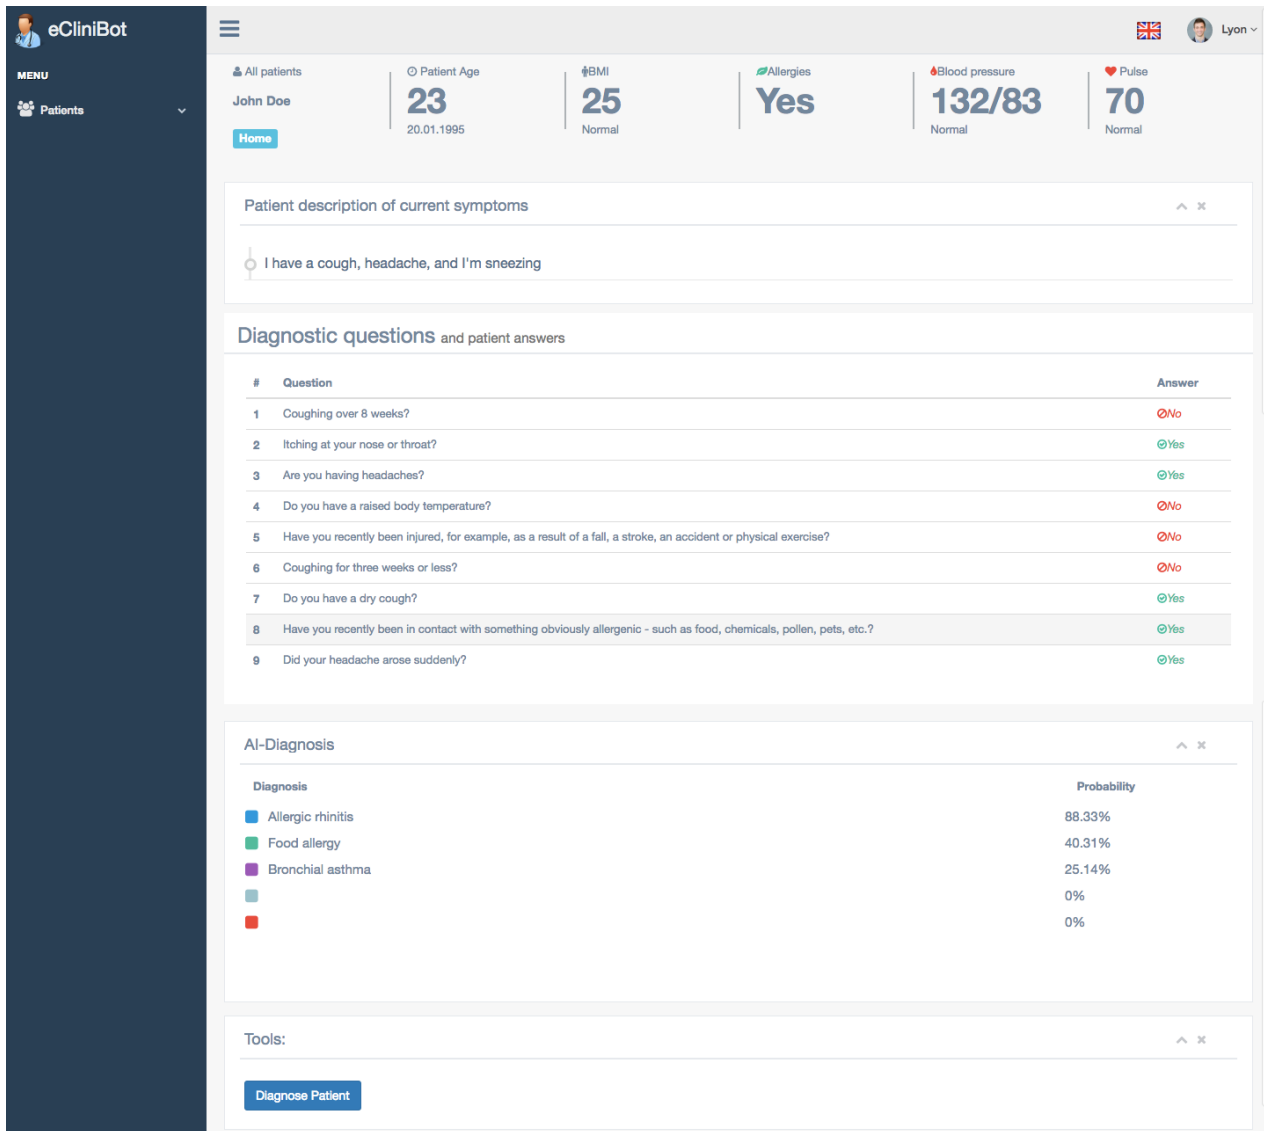 eCliniBot
Lyon
MENU
Patients
All patients
John Doe
Home
Patient Age
23
20.01.1995
BMI
25
Normal
Allergies
Yes
Blood pressure
132/83
Normal
Pulse
70
Normal
Patient description of current symptoms
I have a cough, headache, and I'm sneezing
Diagnostic questions and patient answers
# Question Answer
1 Coughing over 8 weeks? No
2 Itching at your nose or throat? Yes
3 Are you having headaches? Yes
4 Do you have a raised body temperature? No
5 Have you recently been injured, for example, as a result of a fall, a stroke, an accident or physical exercise? No
6 Coughing for three weeks or less? No
7 Do you have a dry cough? Yes
8 Have you recently been in contact with something obviously allergenic - such as food, chemicals, pollen, pets, etc.? Yes
9 Did your headache arose suddenly? Yes
AI-Diagnosis
Diagnosis Probability
Allergic rhinitis 88.33%
Food allergy 40.31%
Bronchial asthma 25.14%
0%
0%
Tools:
Diagnose Patient